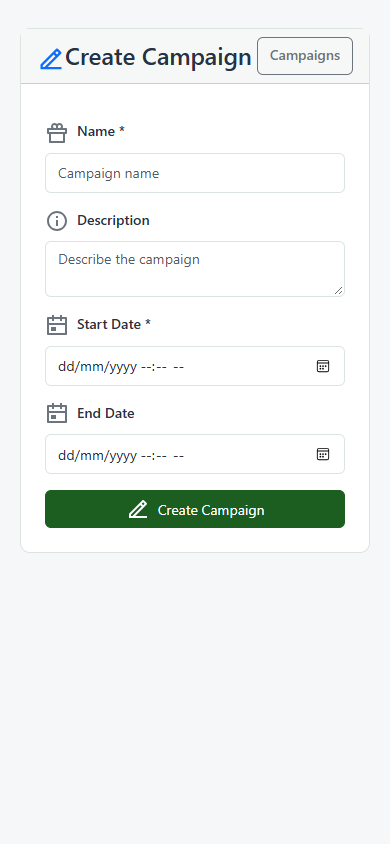 Create Campaign
Campaigns
Name *
Campaign name
Description
Describe the campaign
Start Date *
dd/mm/yyyy --:-- --
End Date
dd/mm/yyyy --:-- --
Create Campaign